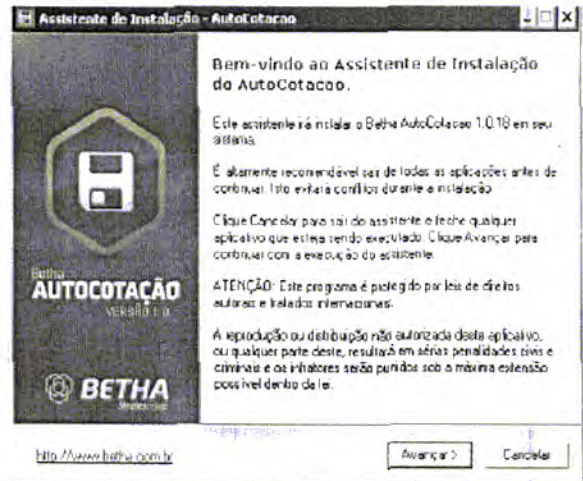 Assistente de Instalação - AutoCotacao
Bem-vindo ao Assistente de Instalação
do AutoCotacao.
Este assistente irá instalar o Betha AutoCotacao 1.0.18 em seu
sistema.
É altamente recomendável sair de todas as aplicações antes de
continuar. Isto evitará conflitos durante a instalação
Clique Cancelar para sair do assistente e feche qualquer
aplicativo que esteja sendo executado. Clique Avançar para
continuar com a execução do assistente.
ATENÇÃO: Este programa é protegido por leis de direitos
autorais e tratados internacionais.
A reprodução ou distribuição não autorizada deste aplicativo,
ou qualquer parte deste, resultará em sérias penalidades civis e
criminais e os infratores serão punidos sob a máxima extensão
possível dentro da lei.
Betha
AUTOCOTAÇÃO
VERSÃO 1.0
BETHA
http://www.betha.com.br
Avançar >
Cancelar